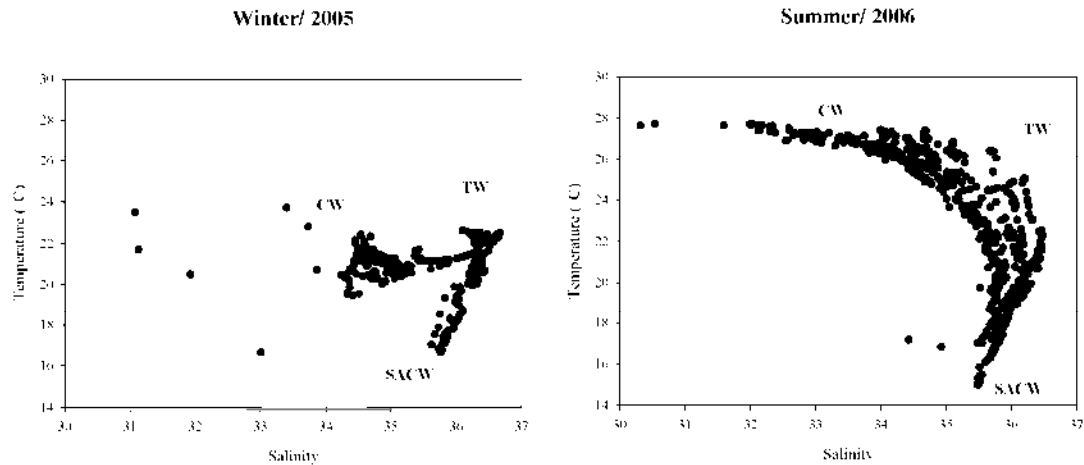 Winter/ 2005
Temperature (°C)
30
28
26
24
22
20
18
16
14
CW
TW
SACW
30
31
32
33
34
35
36
37
Salinity
Summer/ 2006
Temperature (°C)
30
28
26
24
22
20
18
16
14
CW
TW
SACW
30
31
32
33
34
35
36
37
Salinity